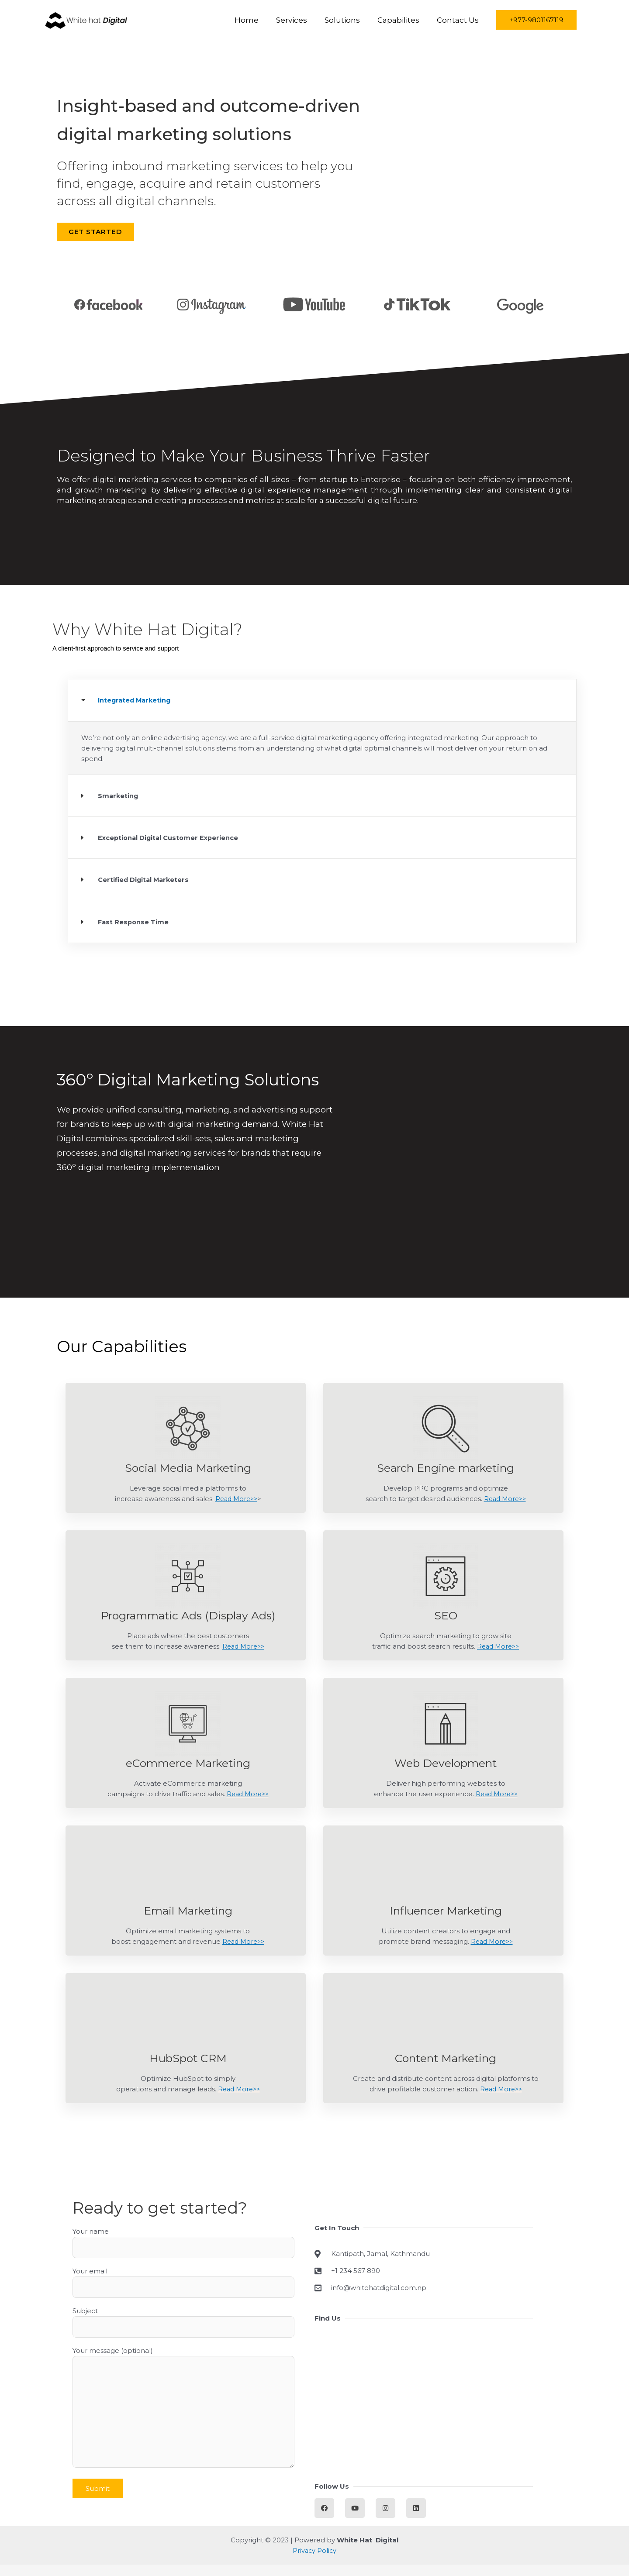 White hat Digital
Home Services Solutions Capabilites Contact Us +977-9801167119
Insight-based and outcome-driven
digital marketing solutions
Offering inbound marketing services to help you
find, engage, acquire and retain customers
across all digital channels.
GET STARTED
facebook Instagram YouTube TikTok Google
Designed to Make Your Business Thrive Faster
We offer digital marketing services to companies of all sizes – from startup to Enterprise – focusing on both efficiency improvement,
and growth marketing; by delivering effective digital experience management through implementing clear and consistent digital
marketing strategies and creating processes and metrics at scale for a successful digital future.
Why White Hat Digital?
A client-first approach to service and support
Integrated Marketing
We're not only an online advertising agency, we are a full-service digital marketing agency offering integrated marketing. Our approach to
delivering digital multi-channel solutions stems from an understanding of what digital optimal channels will most deliver on your return on ad
spend.
Smarketing
Exceptional Digital Customer Experience
Certified Digital Marketers
Fast Response Time
360° Digital Marketing Solutions
We provide unified consulting, marketing, and advertising support
for brands to keep up with digital marketing demand. White Hat
Digital combines specialized skill-sets, sales and marketing
processes, and digital marketing services for brands that require
360° digital marketing implementation
Our Capabilities
Social Media Marketing
Leverage social media platforms to
increase awareness and sales. Read More>>>
Search Engine marketing
Develop PPC programs and optimize
search to target desired audiences. Read More>>
Programmatic Ads (Display Ads)
Place ads where the best customers
see them to increase awareness. Read More>>
SEO
Optimize search marketing to grow site
traffic and boost search results. Read More>>
eCommerce Marketing
Activate eCommerce marketing
campaigns to drive traffic and sales. Read More>>
Web Development
Deliver high performing websites to
enhance the user experience. Read More>>
Email Marketing
Optimize email marketing systems to
boost engagement and revenue Read More>>
Influencer Marketing
Utilize content creators to engage and
promote brand messaging. Read More>>
HubSpot CRM
Optimize HubSpot to simply
operations and manage leads. Read More>>
Content Marketing
Create and distribute content across digital platforms to
drive profitable customer action. Read More>>
Ready to get started?
Your name
Your email
Subject
Your message (optional)
Submit
Get In Touch
Kantipath, Jamal, Kathmandu
+1 234 567 890
info@whitehatdigital.com.np
Find Us
Follow Us
Copyright © 2023 | Powered by White Hat Digital
Privacy Policy